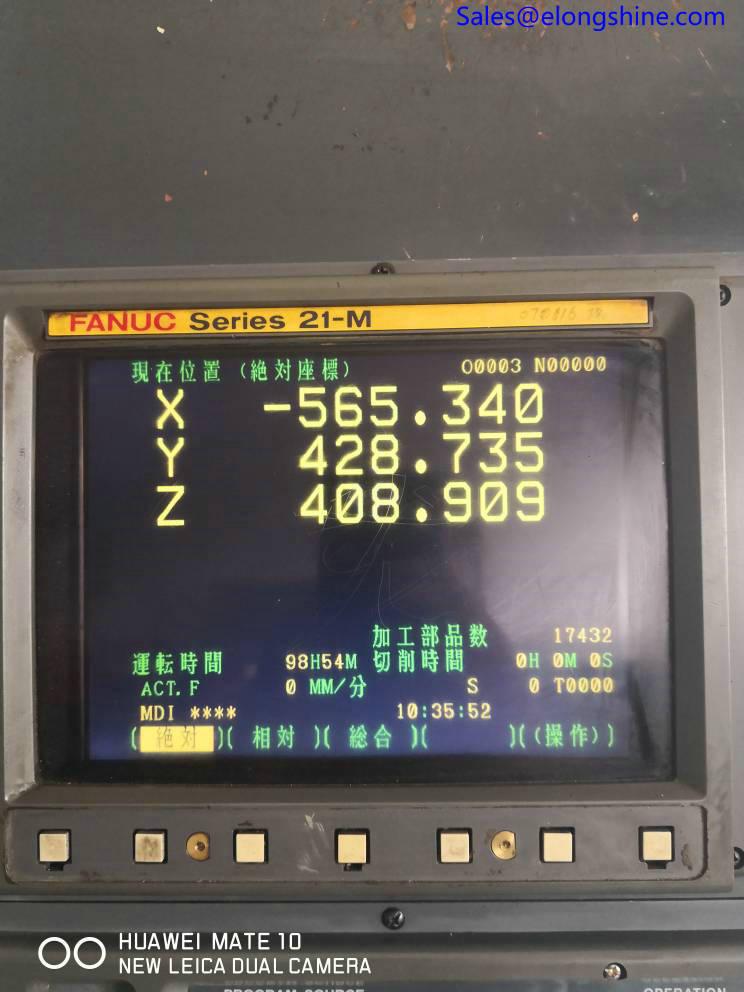 Sales@elongshine.com
FANUC Series 21-M
現在位置 (絶対座標) O0003 N00000
X -565.340
Y 428.735
Z 408.909
加工部品数 17432
運転時間 98H54M 切削時間 0H 0M 0S
ACT.F 0 MM/分 S 0 T0000
MDI **** 10:35:52
(絶対)( 相対 )( 総合 )( )((操作))
HUAWEI MATE 10
NEW LEICA DUAL CAMERA
PROGRAM SOURCE OPERATION